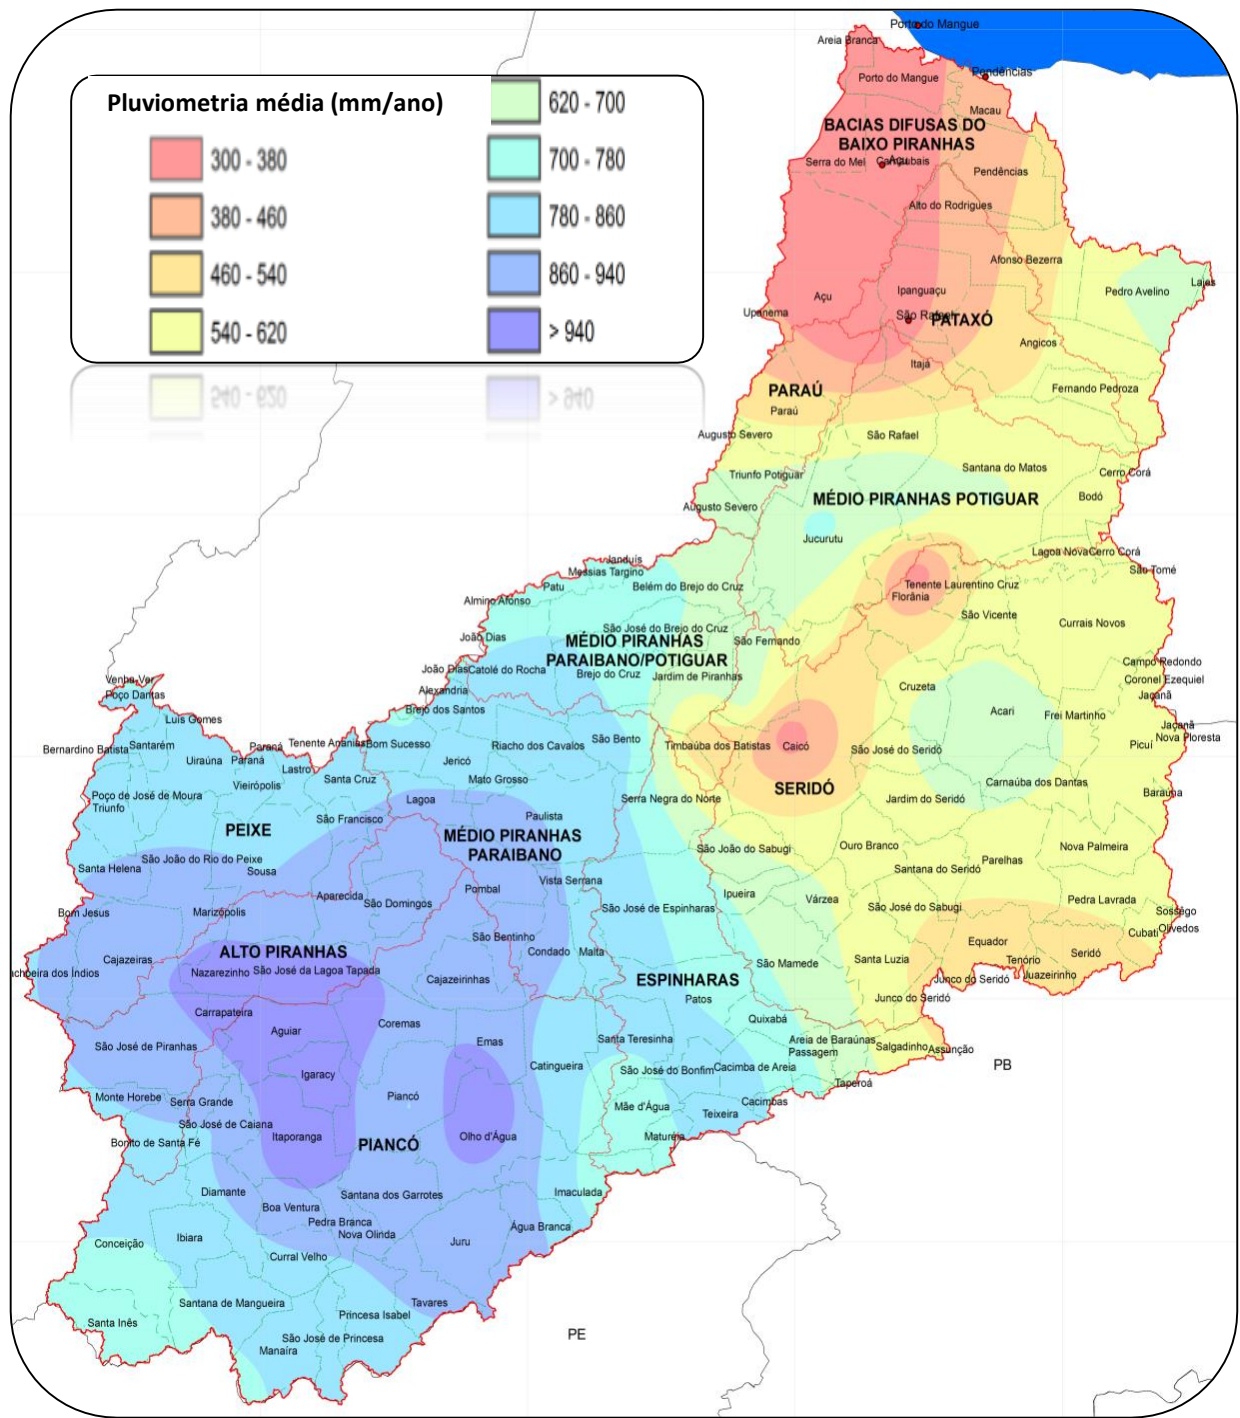 Porto do Mangue
Areia Branca
Pendências
Porto do Mangue
Macau
BACIAS DIFUSAS DO
BAIXO PIRANHAS
Serra do Mel
Pendências
Alto do Rodrigues
Afonso Bezerra
Pedro Avelino
Lajes
Açu
Ipanguaçu
Upanema
São Rafael
PATAXÓ
Angicos
Itajá
PARAÚ
Fernando Pedroza
Paraú
Augusto Severo
São Rafael
Triunfo Potiguar
Santana do Matos
Cerro Corá
MÉDIO PIRANHAS POTIGUAR
Bodó
Augusto Severo
Jucurutu
Lagoa Nova
Cerro Corá
São Tomé
Pluviometria média (mm/ano)
300 - 380
380 - 460
460 - 540
540 - 620
620 - 700
700 - 780
780 - 860
860 - 940
> 940
540 - 620
> 940
Janduís
Messias Targino
Patu
Belém do Brejo do Cruz
Tenente Laurentino Cruz
Florânia
Almino Afonso
São Vicente
Currais Novos
São José do Brejo do Cruz
João Dias
MÉDIO PIRANHAS
PARAIBANO/POTIGUAR
São Fernando
João Dias
Catolé do Rocha
Brejo do Cruz
Jardim de Piranhas
Campo Redondo
Coronel Ezequiel
Jaçanã
Venha-Ver
Poço Dantas
Alexandria
Cruzeta
Brejo dos Santos
Acari
Frei Martinho
Luis Gomes
Jaçanã
Nova Floresta
Bernardino Batista
Santarém
Paraná
Tenente Ananias
Bom Sucesso
Riacho dos Cavalos
São Bento
Timbaúba dos Batistas
Caicó
São José do Seridó
Picuí
Uiraúna
Paraná
Lastro
Jericó
Vieirópolis
Santa Cruz
Mato Grosso
Carnaúba dos Dantas
SERIDÓ
Baraúna
Poço de José de Moura
Triunfo
Lagoa
Serra Negra do Norte
Jardim do Seridó
São Francisco
Paulista
PEIXE
MÉDIO PIRANHAS
PARAIBANO
São João do Sabugi
Ouro Branco
Nova Palmeira
São João do Rio do Peixe
Santa Helena
Sousa
Parelhas
Santana do Seridó
Vista Serrana
Pombal
Aparecida
São Domingos
Ipueira
Várzea
Pedra Lavrada
Bom Jesus
Marizópolis
São José de Espinharas
São José do Sabugi
Sossêgo
Olivedos
Cubati
São Bentinho
Equador
ALTO PIRANHAS
Condado
Malta
Seridó
Cajazeiras
Santa Luzia
Tenório
São Mamede
Nazarezinho
São José da Lagoa Tapada
Cajazeirinhas
ESPINHARAS
Junco do Seridó
Juazeirinho
Patos
Junco do Seridó
Carrapateira
Quixabá
Aguiar
Coremas
São José de Piranhas
Emas
Santa Teresinha
Areia de Baraúnas
Passagem
Salgadinho
Assunção
Catingueira
São José do Bonfim
Cacimba de Areia
PB
Igaracy
Taperoá
Monte Horebe
Serra Grande
Piancó
Mãe d'Água
Cacimbas
Teixeira
São José de Caiana
Bonito de Santa Fé
Itaporanga
PIANCÓ
Olho d'Água
Maturéia
Diamante
Santana dos Garrotes
Imaculada
Boa Ventura
Pedra Branca
Nova Olinda
Água Branca
Conceição
Ibiara
Juru
Curral Velho
Santana de Mangueira
Tavares
Princesa Isabel
Santa Inês
São José de Princesa
Manaíra
PE